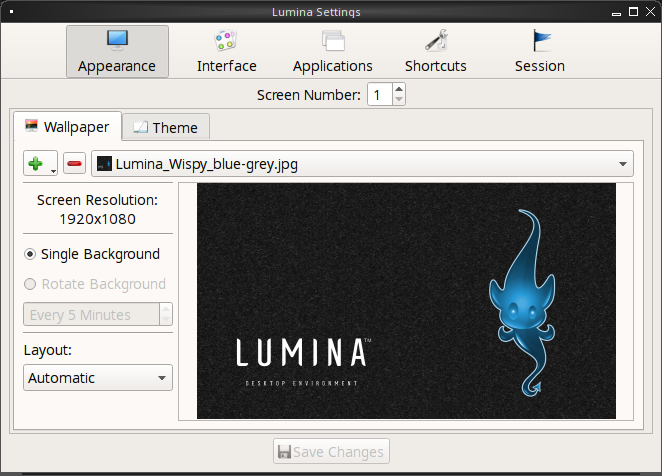 Lumina Settings
Appearance
Interface
Applications
Shortcuts
Session
Screen Number: 1
Wallpaper
Theme
Lumina_Wispy_blue-grey.jpg
Screen Resolution:
1920x1080
Single Background
Rotate Background
Every 5 Minutes
Layout:
Automatic
LUMINA™
DESKTOP ENVIRONMENT
Save Changes